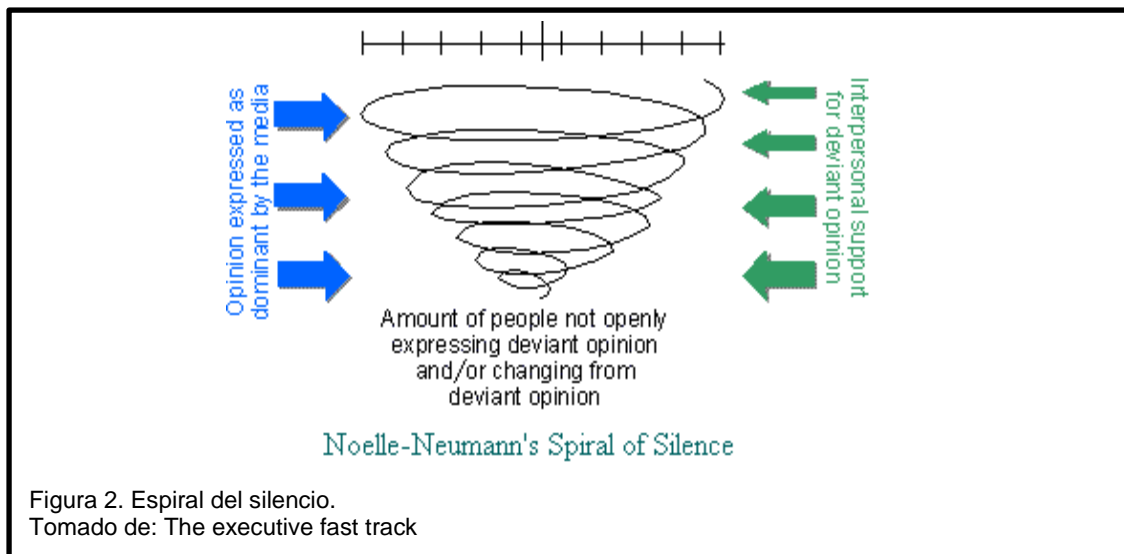 Opinion expressed as
dominant by the media
Interpersonal support
for deviant opinion
Amount of people not openly
expressing deviant opinion
and/or changing from
deviant opinion
Noelle-Neumann's Spiral of Silence
Figura 2. Espiral del silencio.
Tomado de: The executive fast track